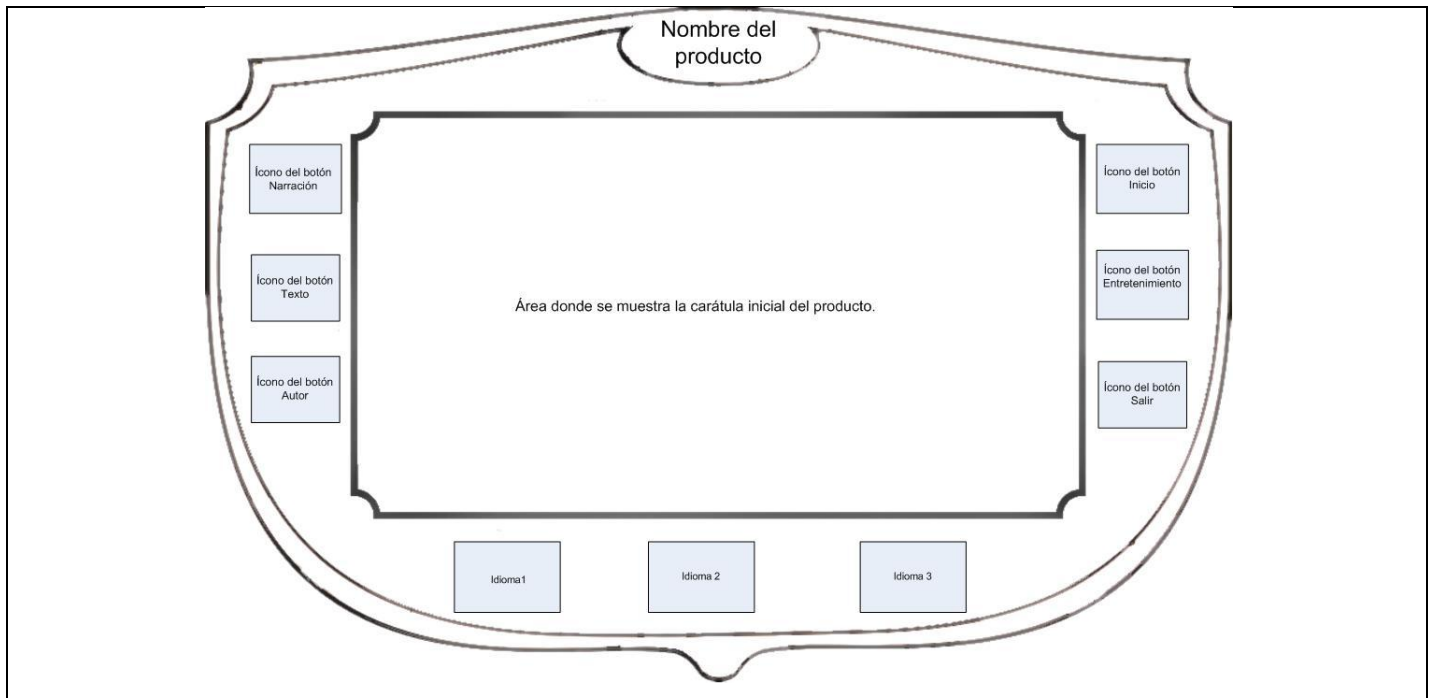 Nombre del
producto
Ícono del botón
Narración
Ícono del botón
Texto
Ícono del botón
Autor
Área donde se muestra la carátula inicial del producto.
Ícono del botón
Inicio
Ícono del botón
Entretenimiento
Ícono del botón
Salir
Idioma1
Idioma 2
Idioma 3